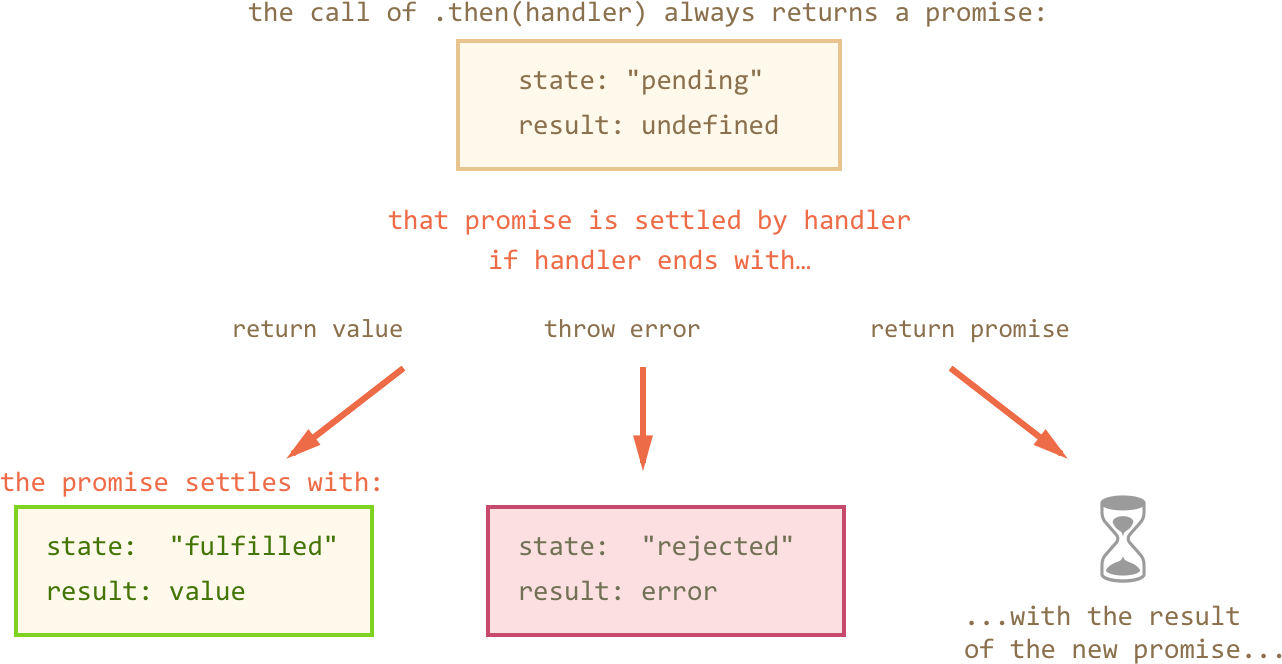 the call of .then(handler) always returns a promise:
state: "pending"
result: undefined
that promise is settled by handler
if handler ends with…
return value
throw error
return promise
the promise settles with:
state:  "fulfilled"
result: value
state:  "rejected"
result: error
...with the result
of the new promise...